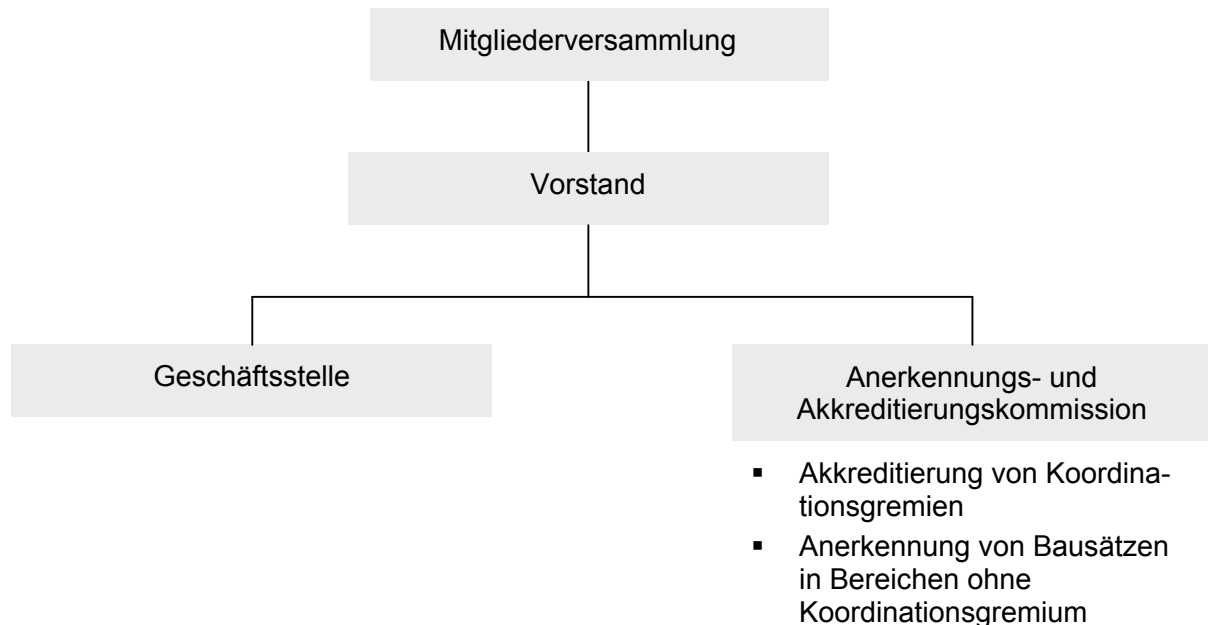 Mitgliederversammlung
Vorstand
Geschäftsstelle
Anerkennungs- und
Akkreditierungskommission
▪ Akkreditierung von Koordina-
tionsgremien
▪ Anerkennung von Bausätzen
in Bereichen ohne
Koordinationsgremium